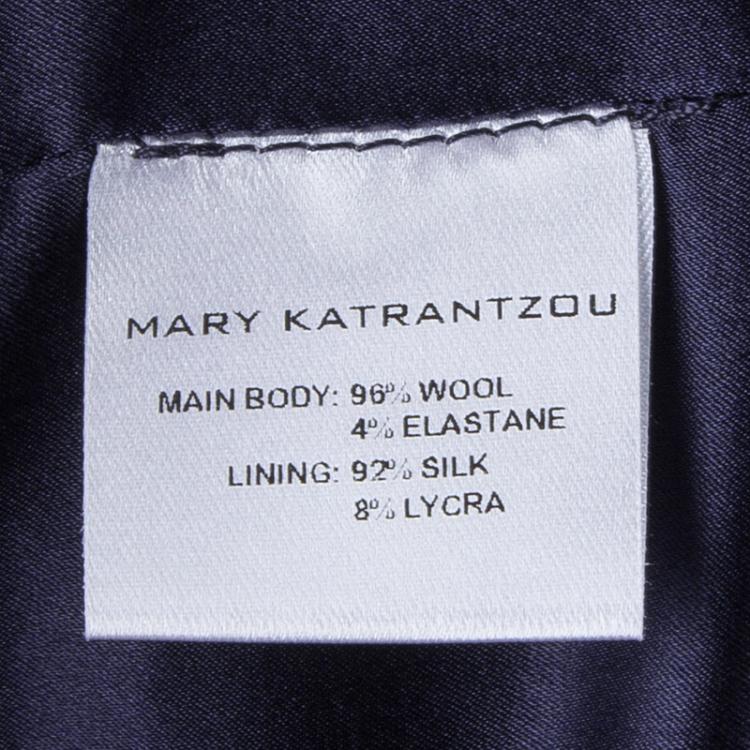 MARY KATRANTZOU
MAIN BODY: 96% WOOL
4% ELASTANE
LINING: 92% SILK
8% LYCRA